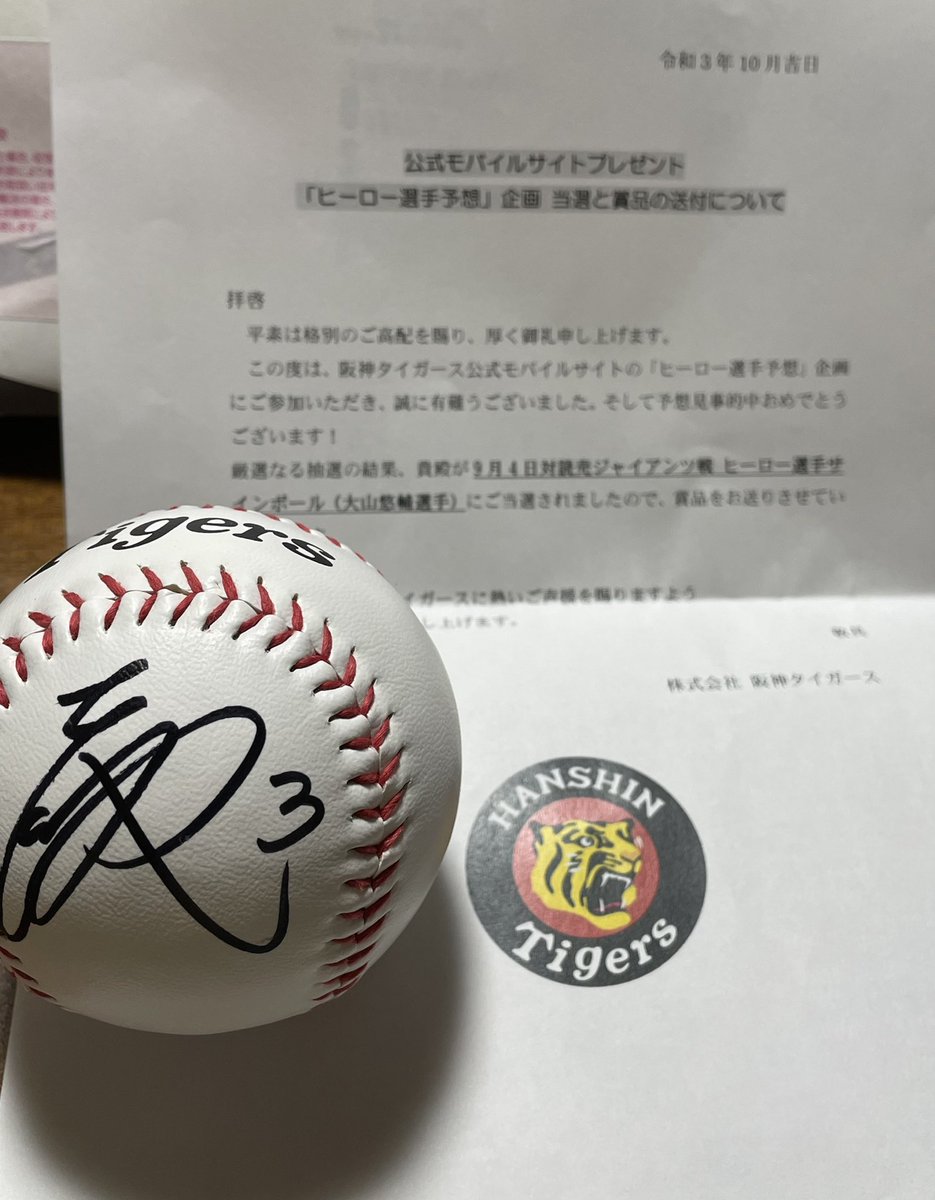 令和3年10月吉日
公式モバイルサイトプレゼント
「ヒーロー選手予想」企画 当選と賞品の送付について
拝啓
平素は格別のご高配を賜り、厚く御礼申し上げます。
この度は、阪神タイガース公式モバイルサイトの「ヒーロー選手予想」企画
にご参加いただき、誠に有難うございました。そして予想見事的中おめでとう
ございます！
厳選なる抽選の結果、貴殿が9月4日対読売ジャイアンツ戦 ヒーロー選手サ
インボール（大山悠輔選手）にご当選されましたので、賞品をお送りさせてい
イガースに熱いご声援を賜りますよう
し上げます。
敬具
株式会社 阪神タイガース
Tigers
3
HANSHIN
Tigers